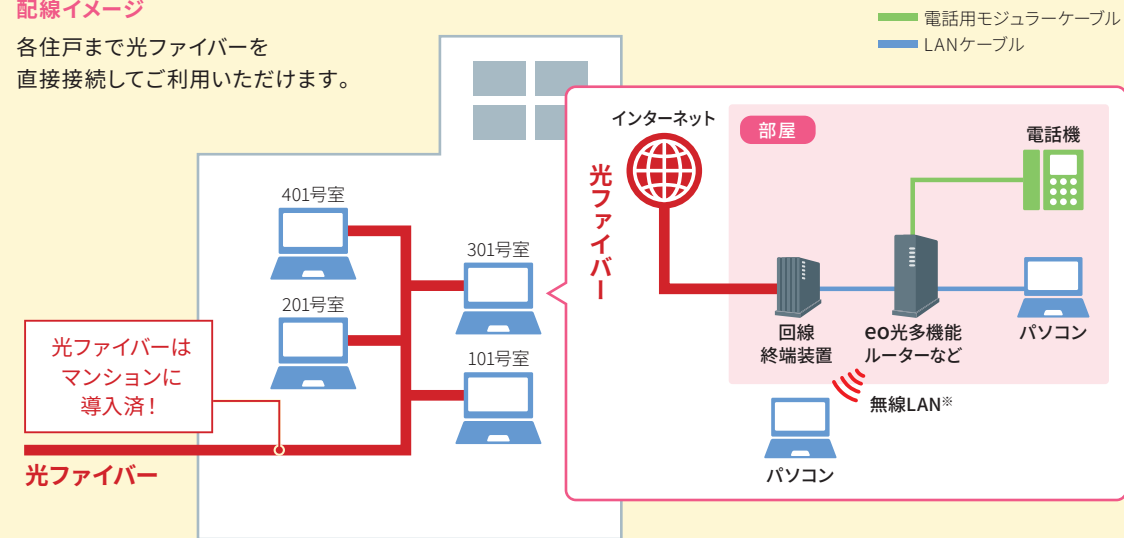 配線イメージ
各住戸まで光ファイバーを
直接接続してご利用いただけます。
電話用モジュラーケーブル
LANケーブル
401号室
301号室
201号室
101号室
光ファイバーは
マンションに
導入済!
光ファイバー
インターネット
光ファイバー
部屋
電話機
回線
終端装置
eo光多機能
ルーターなど
パソコン
無線LAN※
パソコン